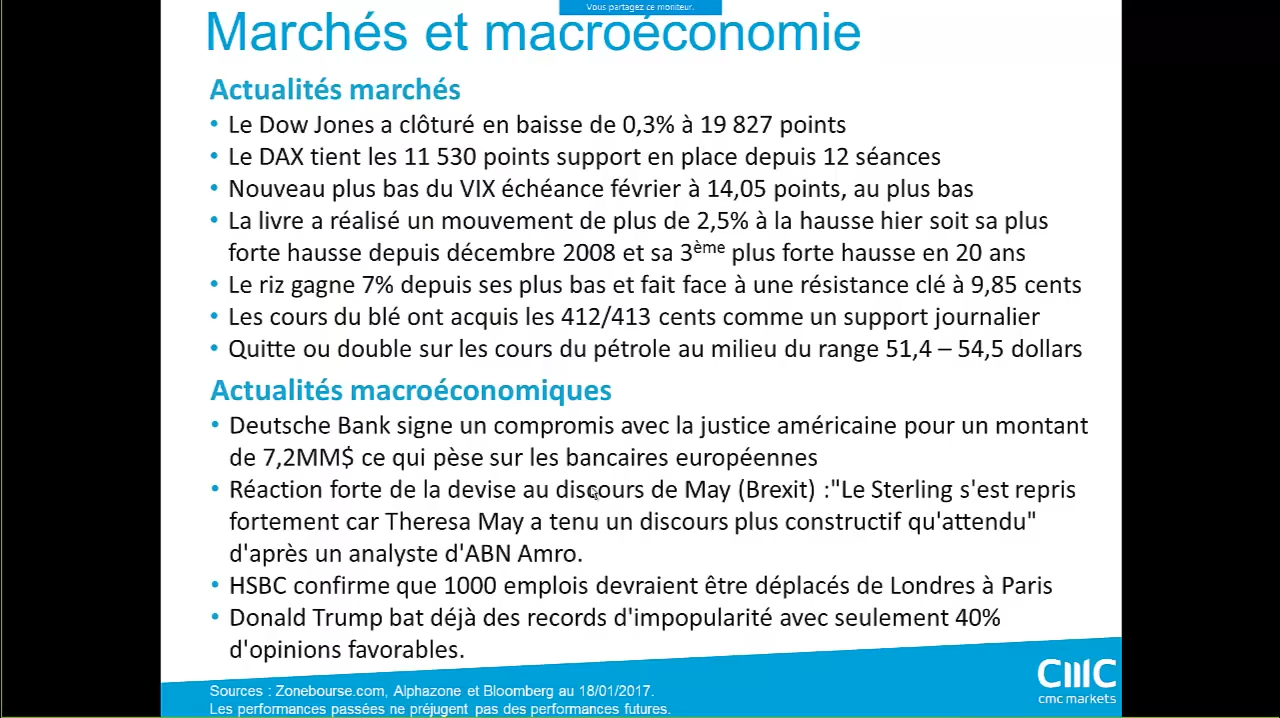 Vous partagez ce moniteur.
Marchés et macroéconomie
Actualités marchés
• Le Dow Jones a clôturé en baisse de 0,3% à 19 827 points
• Le DAX tient les 11 530 points support en place depuis 12 séances
• Nouveau plus bas du VIX échéance février à 14,05 points, au plus bas
• La livre a réalisé un mouvement de plus de 2,5% à la hausse hier soit sa plus
forte hausse depuis décembre 2008 et sa 3ème plus forte hausse en 20 ans
• Le riz gagne 7% depuis ses plus bas et fait face à une résistance clé à 9,85 cents
• Les cours du blé ont acquis les 412/413 cents comme un support journalier
• Quitte ou double sur les cours du pétrole au milieu du range 51,4 – 54,5 dollars
Actualités macroéconomiques
• Deutsche Bank signe un compromis avec la justice américaine pour un montant
de 7,2MM$ ce qui pèse sur les bancaires européennes
• Réaction forte de la devise au discours de May (Brexit) :"Le Sterling s'est repris
fortement car Theresa May a tenu un discours plus constructif qu'attendu"
d'après un analyste d'ABN Amro.
• HSBC confirme que 1000 emplois devraient être déplacés de Londres à Paris
• Donald Trump bat déjà des records d'impopularité avec seulement 40%
d'opinions favorables.
Sources : Zonebourse.com, Alphazone et Bloomberg au 18/01/2017.
Les performances passées ne préjugent pas des performances futures.
CMC
cmc markets